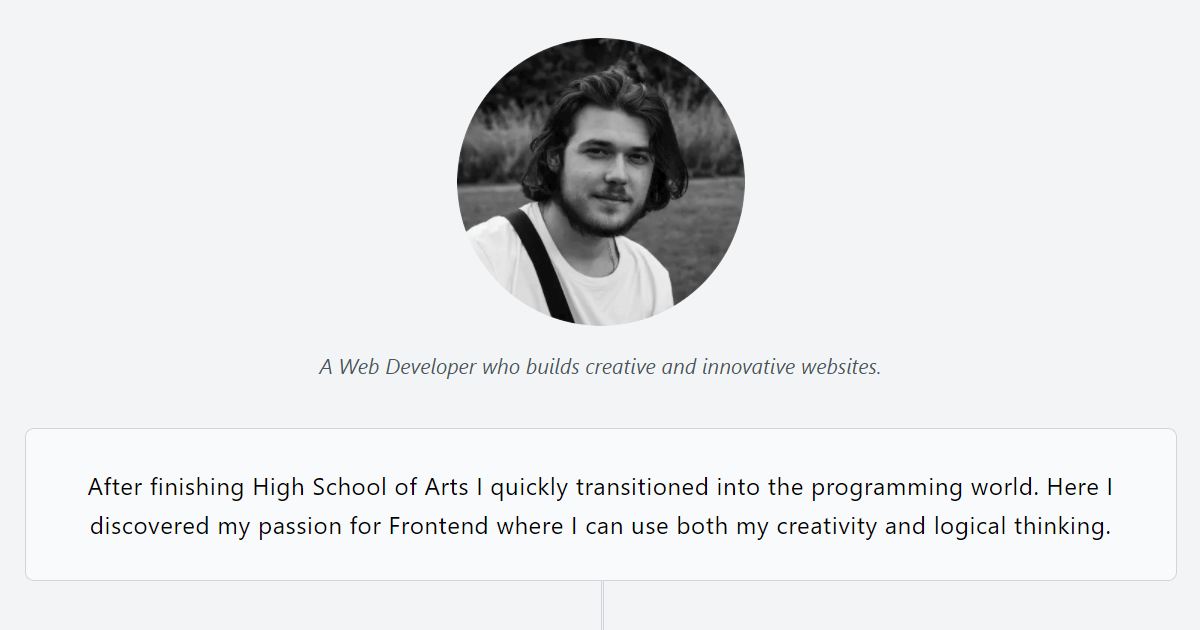 A Web Developer who builds creative and innovative websites.
After finishing High School of Arts I quickly transitioned into the programming world. Here I
discovered my passion for Frontend where I can use both my creativity and logical thinking.